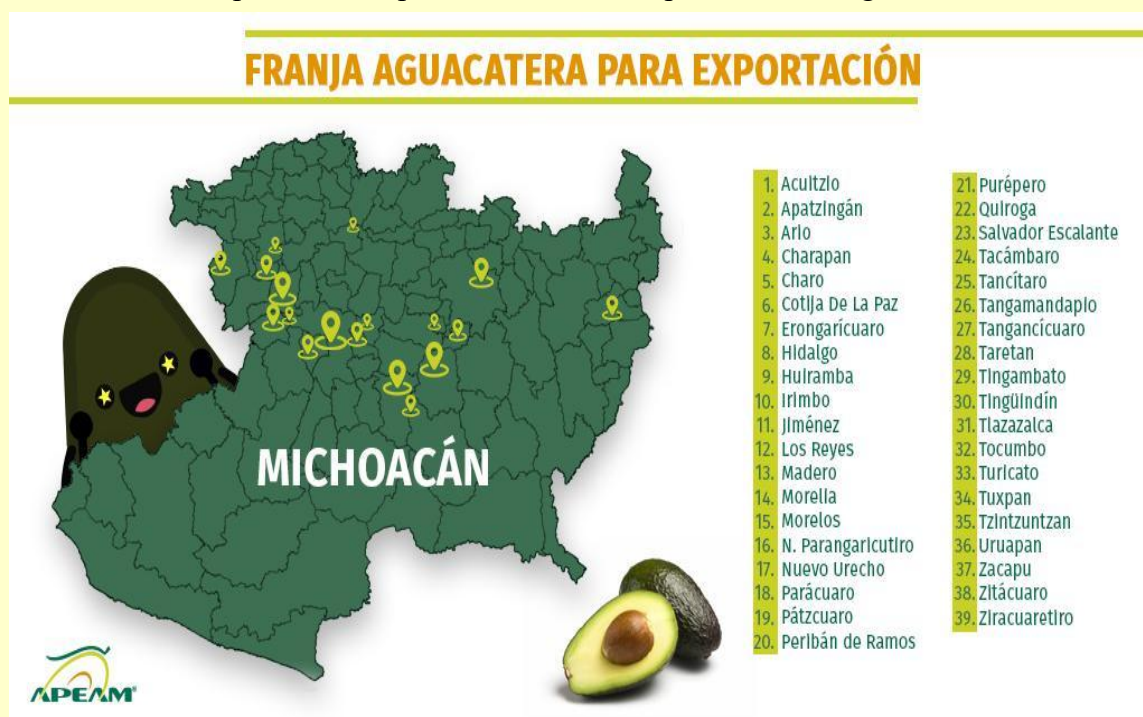 FRANJA AGUACATERA PARA EXPORTACIÓN
MICHOACÁN
1. Acuitzio
2. Apatzingán
3. Ario
4. Charapan
5. Charo
6. Cotija De La Paz
7. Erongarícuaro
8. Hidalgo
9. Huiramba
10. Irimbo
11. Jiménez
12. Los Reyes
13. Madero
14. Morelia
15. Morelos
16. N. Parangaricutiro
17. Nuevo Urecho
18. Parácuaro
19. Pátzcuaro
20. Peribán de Ramos
21. Purépero
22. Quiroga
23. Salvador Escalante
24. Tacámbaro
25. Tancítaro
26. Tangamandapio
27. Tangancícuaro
28. Taretan
29. Tingambato
30. Tingüindín
31. Tlazazalca
32. Tocumbo
33. Turicato
34. Tuxpan
35. Tzintzuntzan
36. Uruapan
37. Zacapu
38. Zitácuaro
39. Ziracuaretiro
APEAM